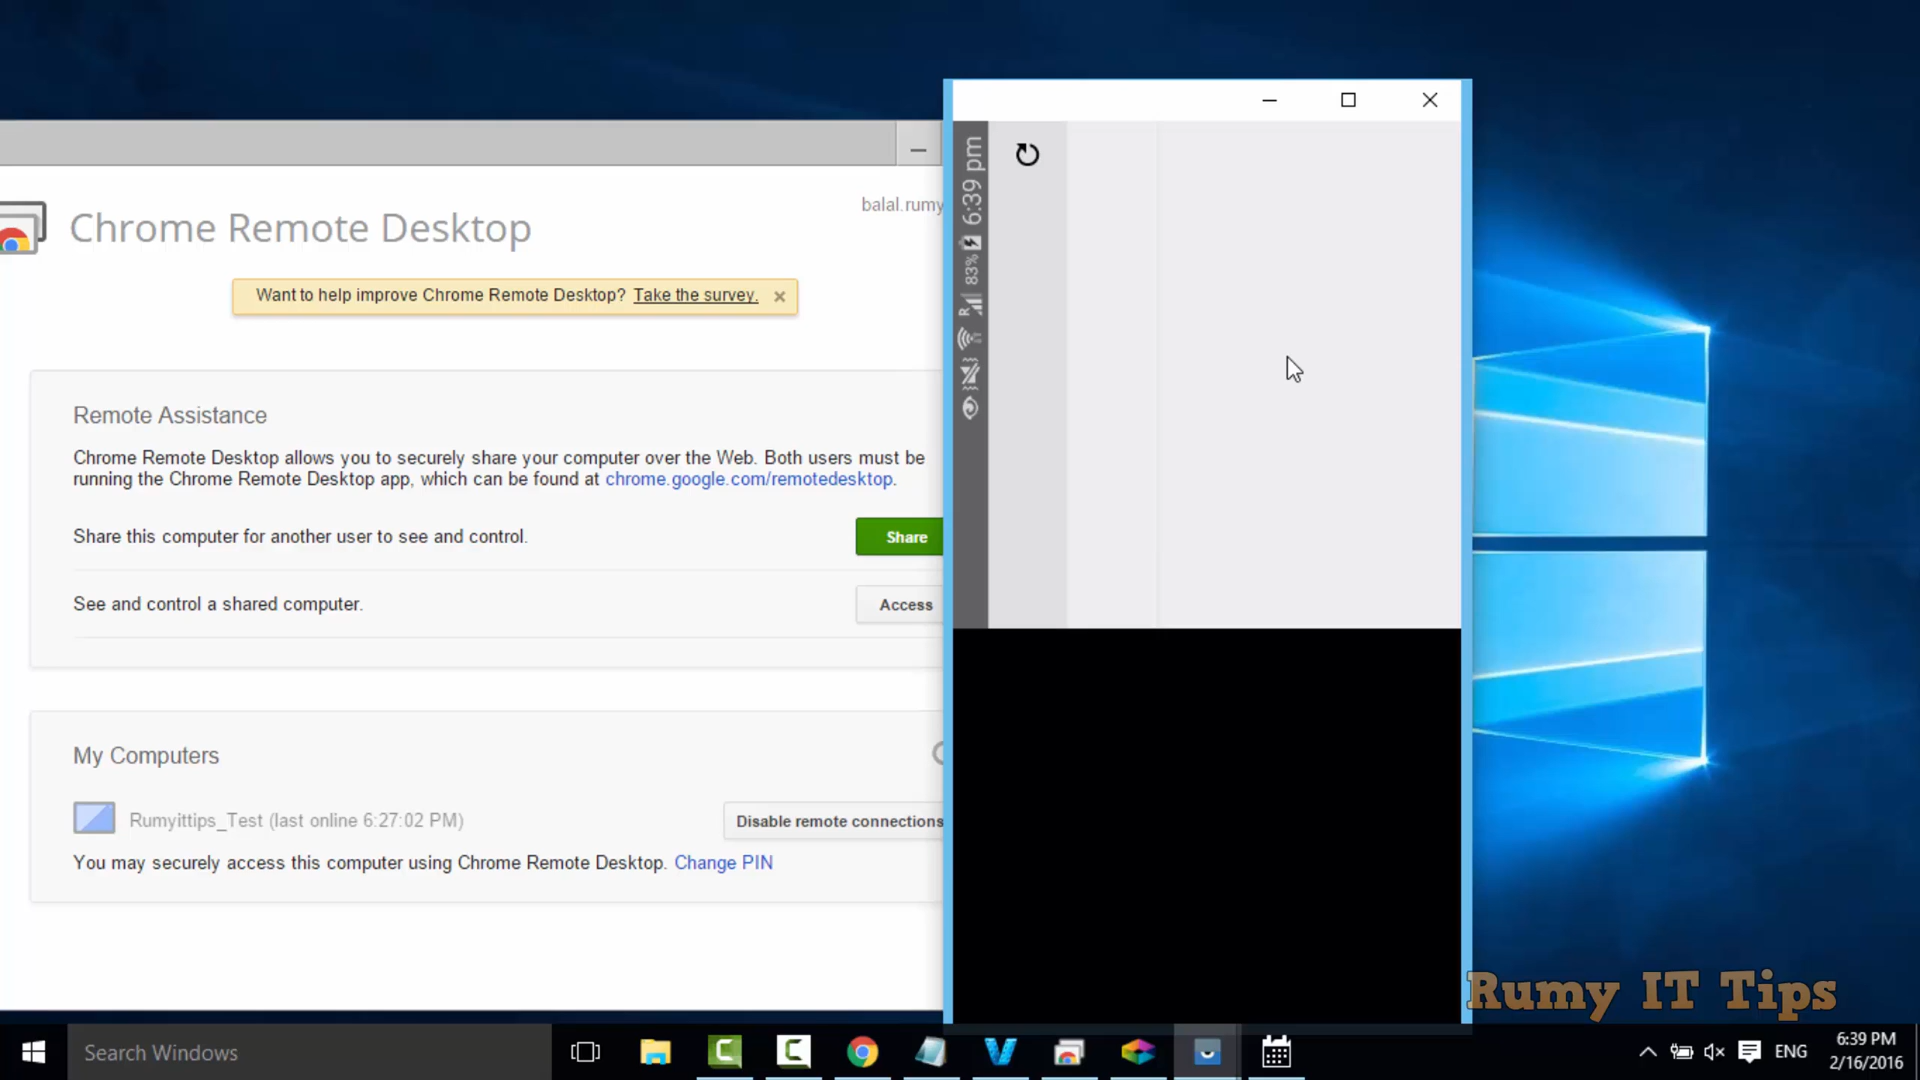 Chrome Remote Desktop
balal.rumy
Want to help improve Chrome Remote Desktop? Take the survey.
Remote Assistance
Chrome Remote Desktop allows you to securely share your computer over the Web. Both users must be
running the Chrome Remote Desktop app, which can be found at chrome.google.com/remotedesktop.
Share this computer for another user to see and control.
Share
See and control a shared computer.
Access
My Computers
Rumyittips_Test (last online 6:27:02 PM)
Disable remote connections
You may securely access this computer using Chrome Remote Desktop. Change PIN
R 83% 6:39 pm
Rumy IT Tips
Search Windows
ENG
6:39 PM
2/16/2016